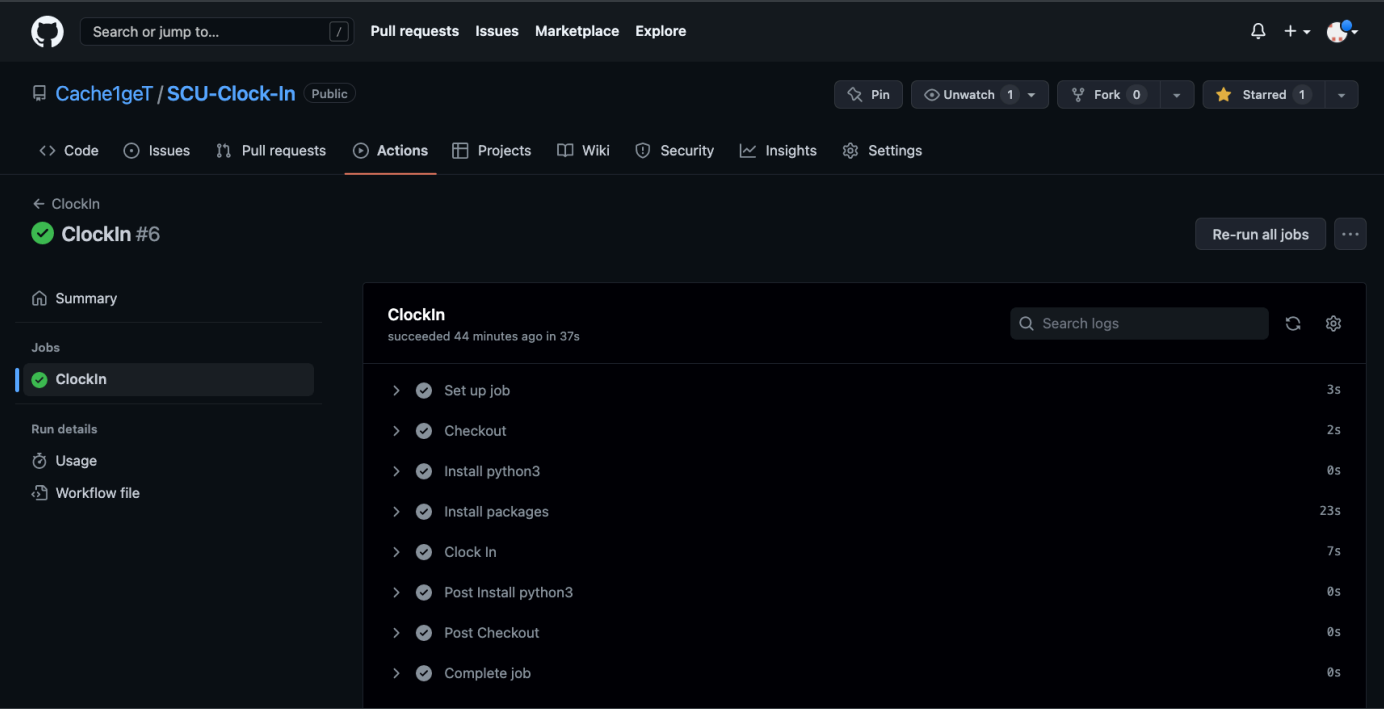 Search or jump to... /
Pull requests Issues Marketplace Explore
Cache1geT / SCU-Clock-In Public
Pin Unwatch 1 Fork 0 Starred 1
Code Issues Pull requests Actions Projects Wiki Security Insights Settings
ClockIn
ClockIn #6
Re-run all jobs
Summary
Jobs
ClockIn
Run details
Usage
Workflow file
ClockIn
succeeded 44 minutes ago in 37s
Search logs
Set up job 3s
Checkout 2s
Install python3 0s
Install packages 23s
Clock In 7s
Post Install python3 0s
Post Checkout 0s
Complete job 0s